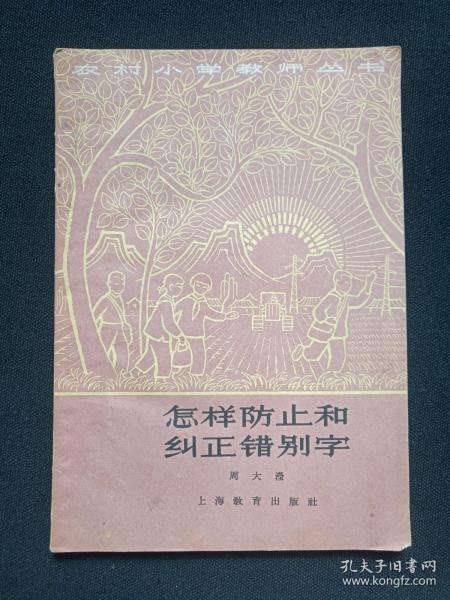 农村小学教师丛书
怎样防止和
纠正错别字
周大滢
上海教育出版社
孔夫子旧书网
www.kongfz.com